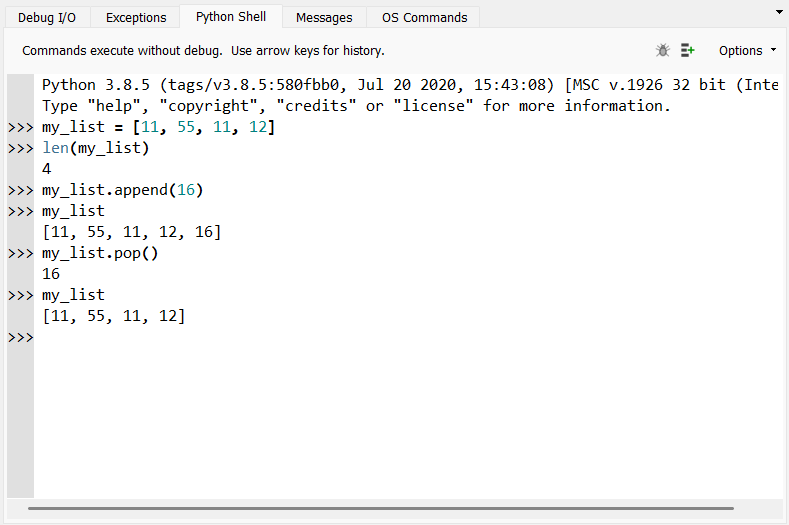 Debug I/O Exceptions Python Shell Messages OS Commands
Commands execute without debug. Use arrow keys for history. Options
Python 3.8.5 (tags/v3.8.5:580fbb0, Jul 20 2020, 15:43:08) [MSC v.1926 32 bit (Inte
Type "help", "copyright", "credits" or "license" for more information.
>>> my_list = [11, 55, 11, 12]
>>> len(my_list)
4
>>> my_list.append(16)
>>> my_list
[11, 55, 11, 12, 16]
>>> my_list.pop()
16
>>> my_list
[11, 55, 11, 12]
>>>